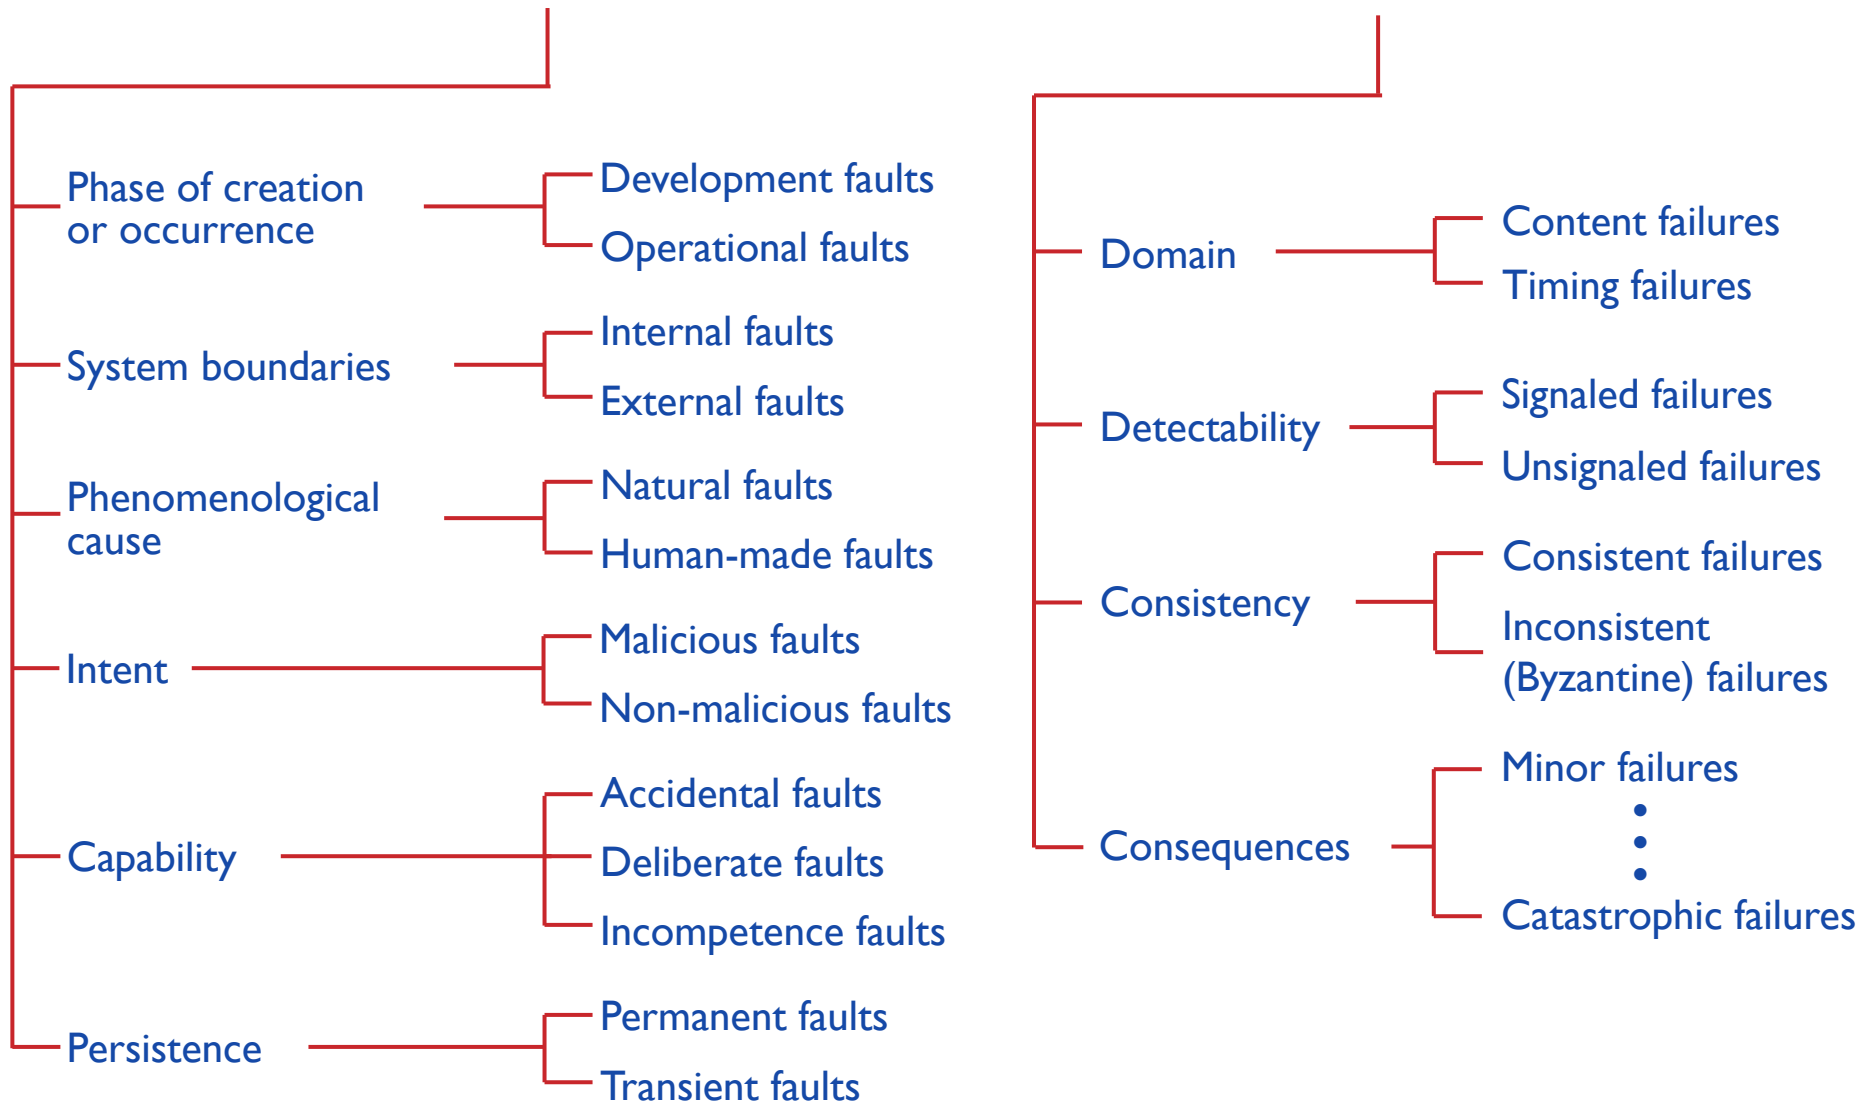 Phase of creation
or occurrence
Development faults
Operational faults
System boundaries
Internal faults
External faults
Phenomenological
cause
Natural faults
Human-made faults
Intent
Malicious faults
Non-malicious faults
Capability
Accidental faults
Deliberate faults
Incompetence faults
Persistence
Permanent faults
Transient faults
Domain
Content failures
Timing failures
Detectability
Signaled failures
Unsignaled failures
Consistency
Consistent failures
Inconsistent
(Byzantine) failures
Consequences
Minor failures
Catastrophic failures